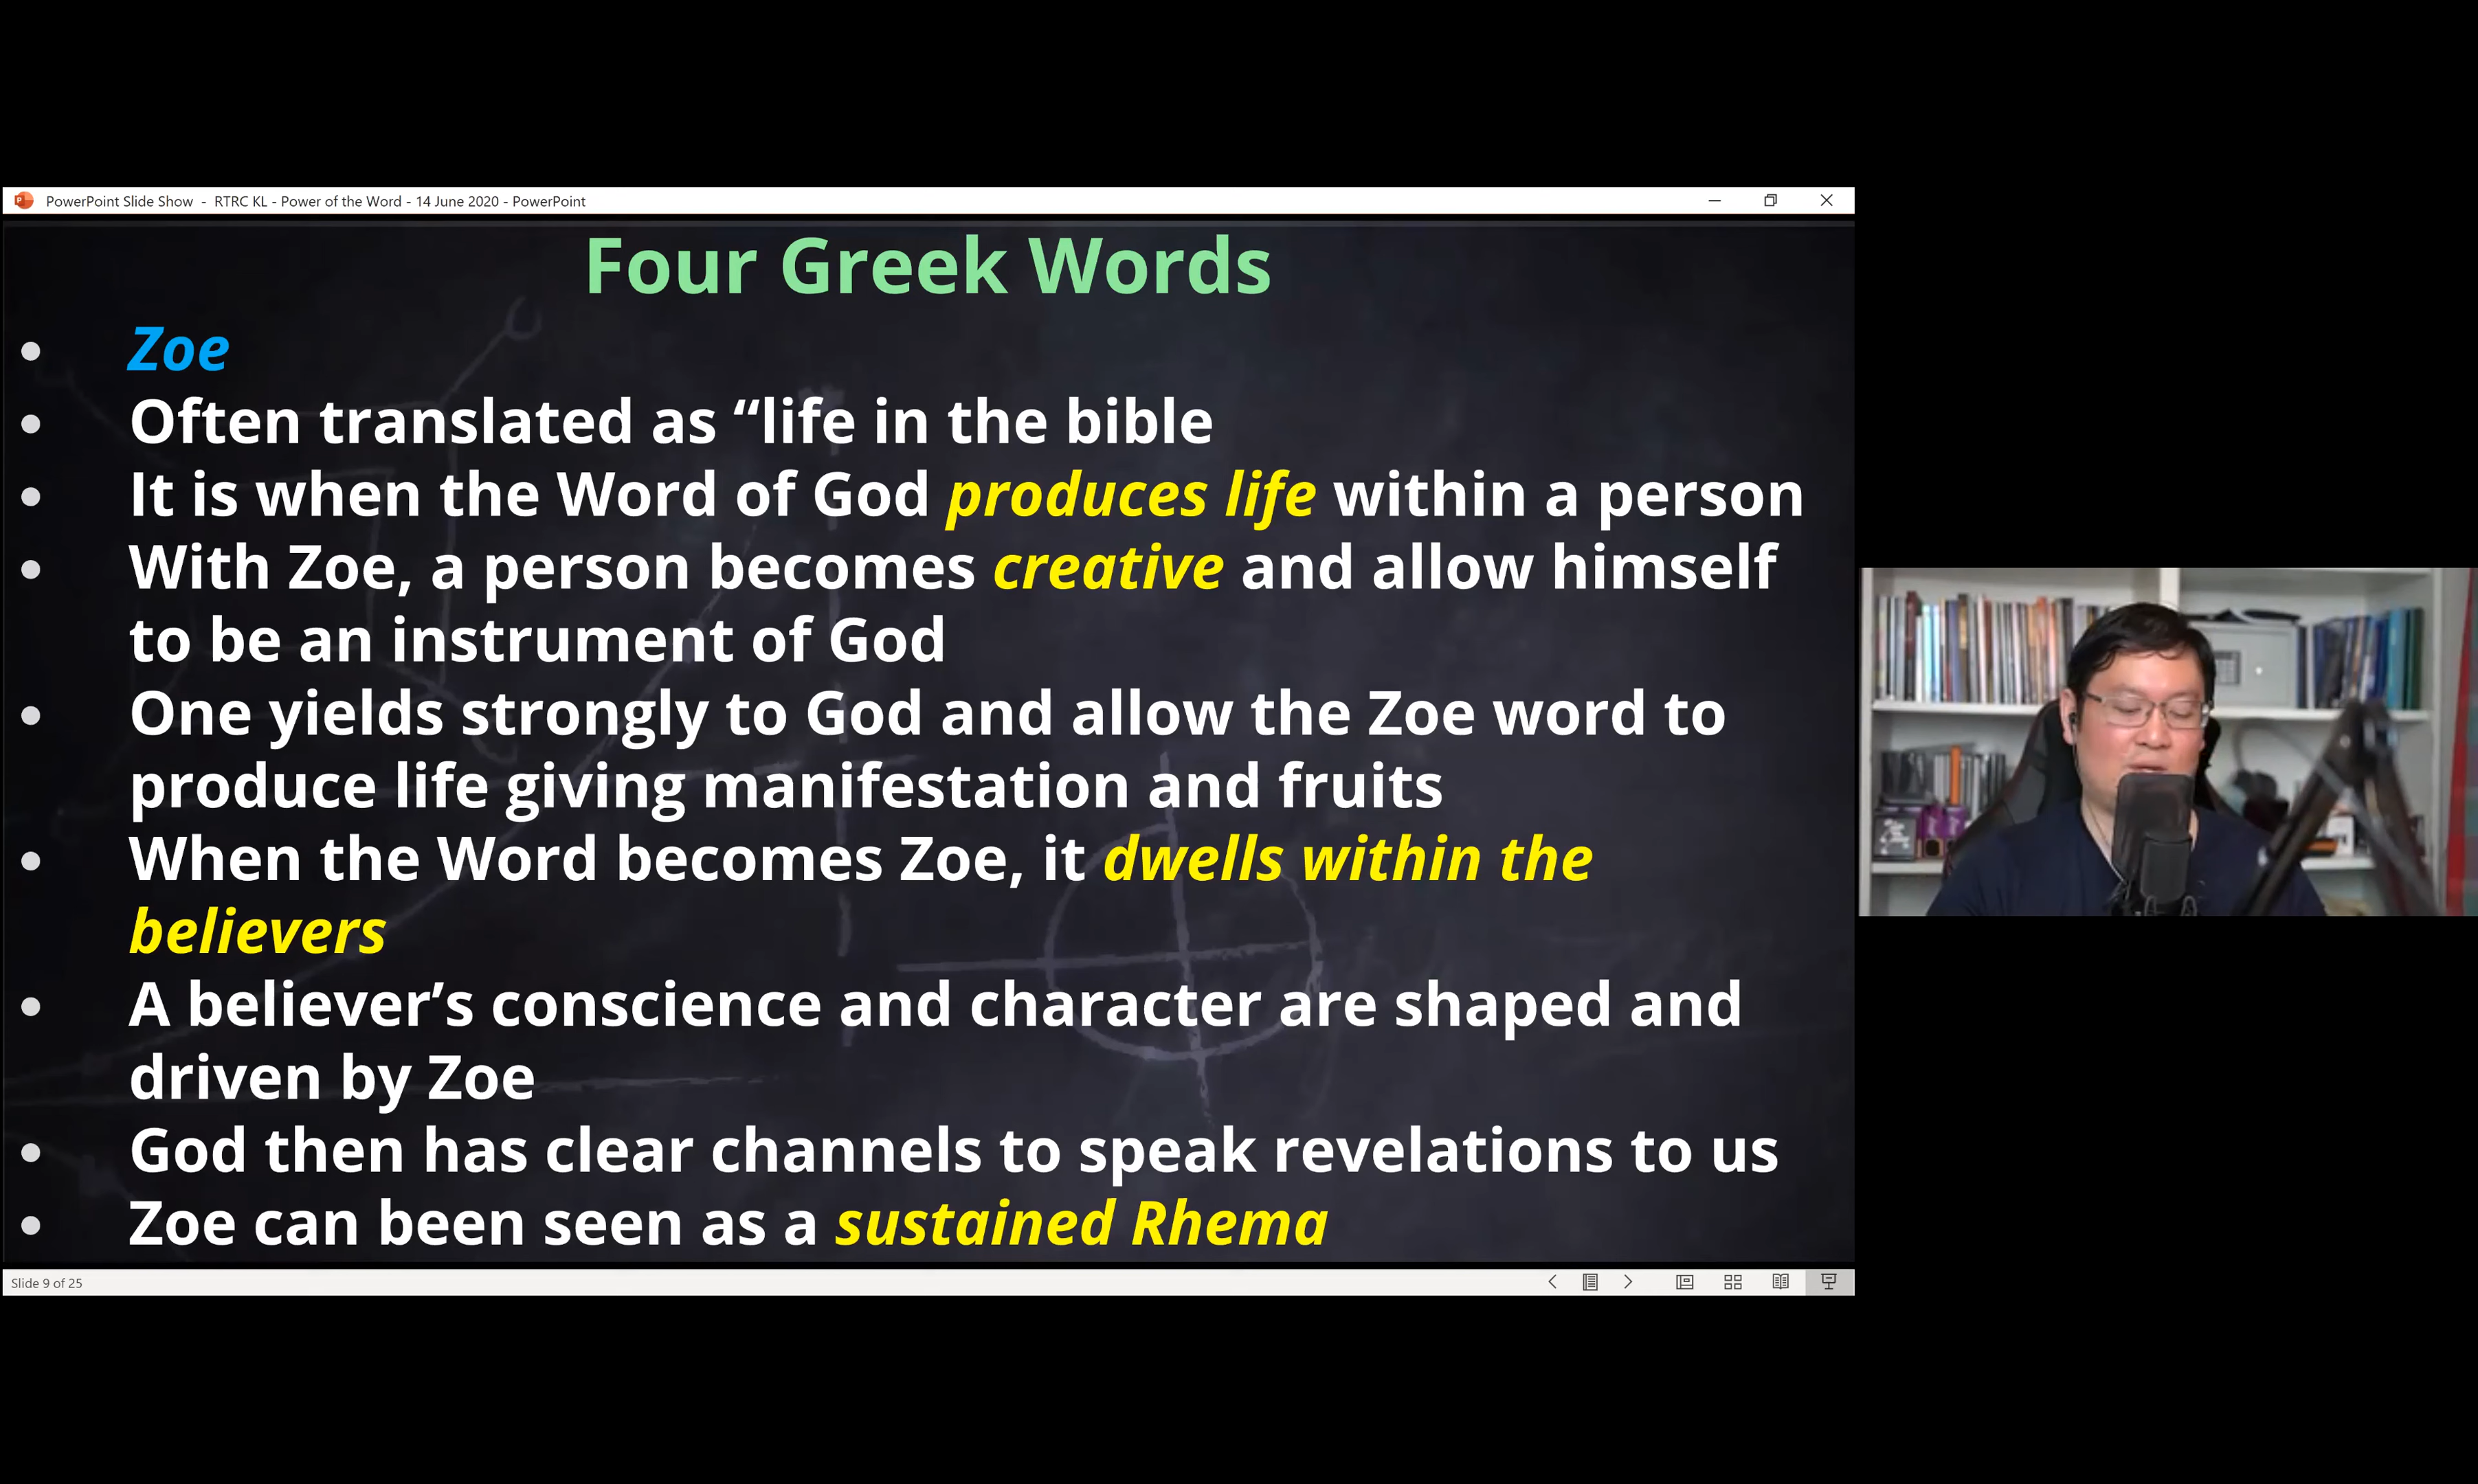 PowerPoint Slide Show - RTRC KL - Power of the Word - 14 June 2020 - PowerPoint
Four Greek Words
Zoe
Often translated as “life in the bible
It is when the Word of God produces life within a person
With Zoe, a person becomes creative and allow himself
to be an instrument of God
One yields strongly to God and allow the Zoe word to
produce life giving manifestation and fruits
When the Word becomes Zoe, it dwells within the
believers
A believer’s conscience and character are shaped and
driven by Zoe
God then has clear channels to speak revelations to us
Zoe can been seen as a sustained Rhema
Slide 9 of 25